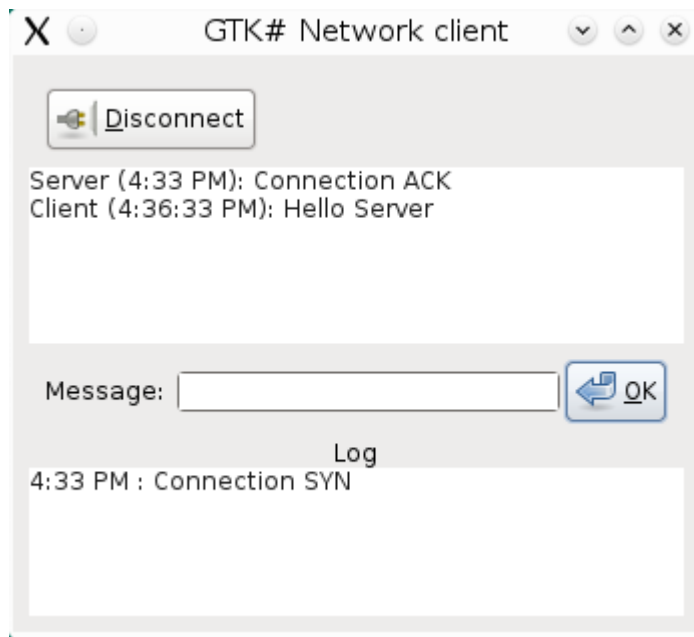 GTK# Network client
Disconnect
Server (4:33 PM): Connection ACK
Client (4:36:33 PM): Hello Server
Message:
OK
Log
4:33 PM : Connection SYN